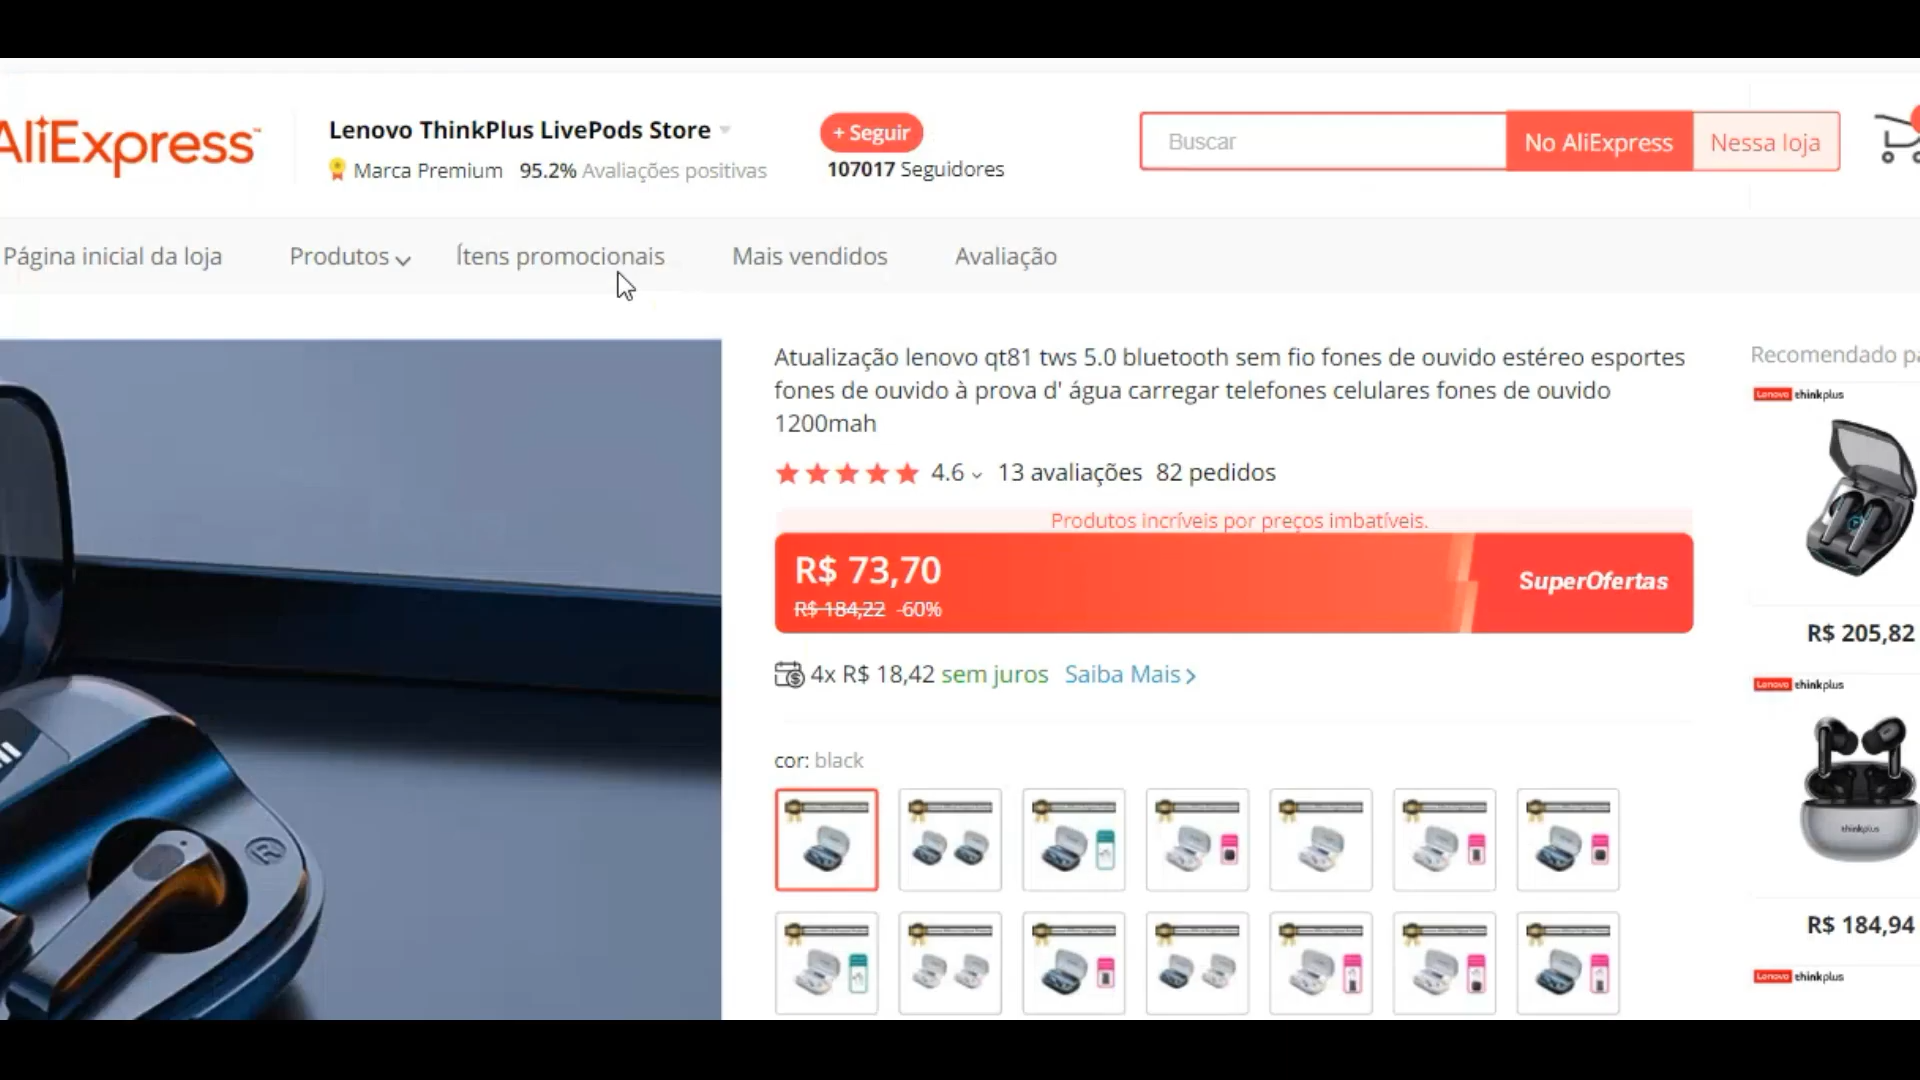 AliExpress
Lenovo ThinkPlus LivePods Store
+ Seguir
Marca Premium 95.2% Avaliações positivas
107017 Seguidores
Buscar
No AliExpress
Nessa loja
Página inicial da loja
Produtos
Ítens promocionais
Mais vendidos
Avaliação
Atualização lenovo qt81 tws 5.0 bluetooth sem fio fones de ouvido estéreo esportes
fones de ouvido à prova d' água carregar telefones celulares fones de ouvido
1200mah
4.6 13 avaliações 82 pedidos
Produtos incríveis por preços imbatíveis.
R$ 73,70
R$ 184,22 -60%
SuperOfertas
4x R$ 18,42 sem juros Saiba Mais
cor: black
Recomendado
Lenovo thinkplus
R$ 205,82
Lenovo thinkplus
thinkplus
R$ 184,94
Lenovo thinkplus